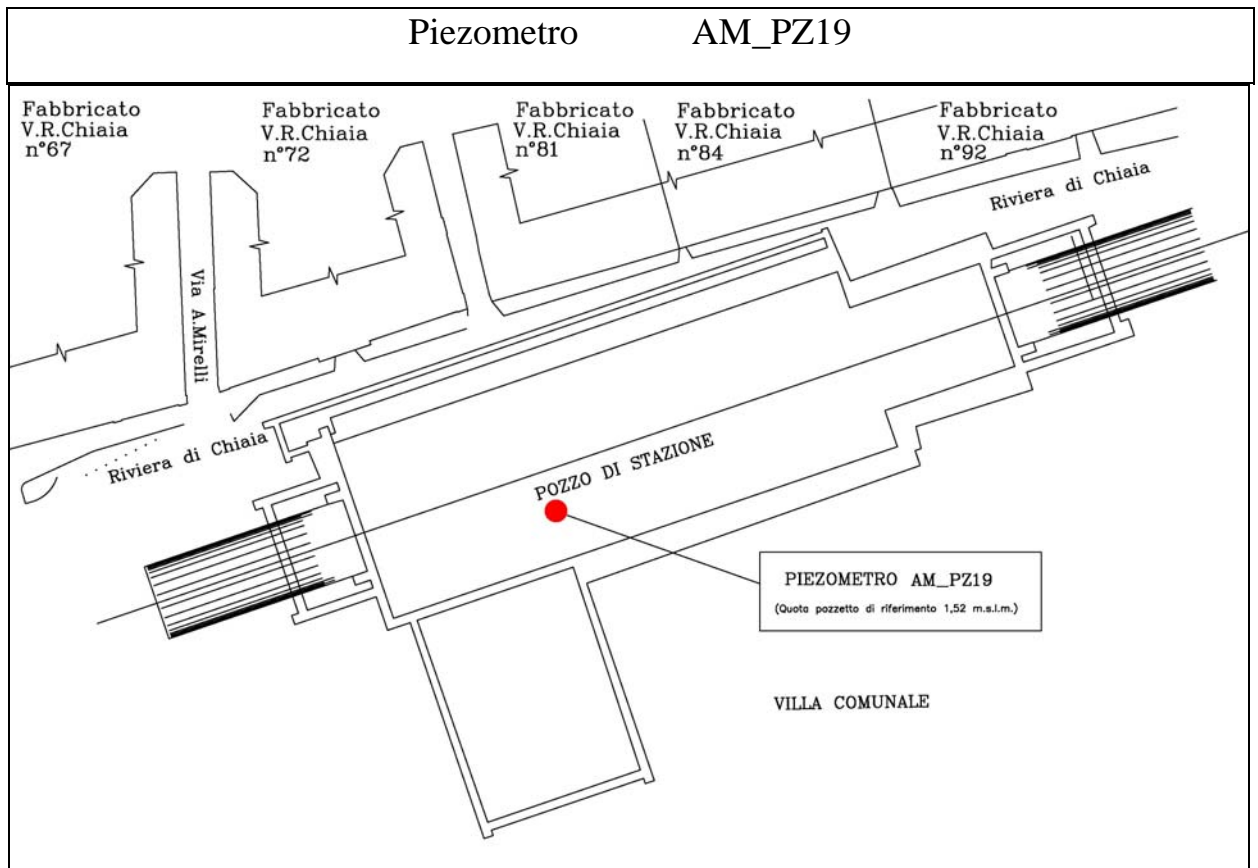 Piezometro AM_PZ19
Fabbricato
V.R.Chiaia
n°67
Fabbricato
V.R.Chiaia
n°72
Fabbricato
V.R.Chiaia
n°81
Fabbricato
V.R.Chiaia
n°84
Fabbricato
V.R.Chiaia
n°92
Riviera di Chiaia
Via A.Mirelli
Riviera di Chiaia
POZZO DI STAZIONE
PIEZOMETRO AM_PZ19
(Quota pozzetto di riferimento 1,52 m.s.l.m.)
VILLA COMUNALE